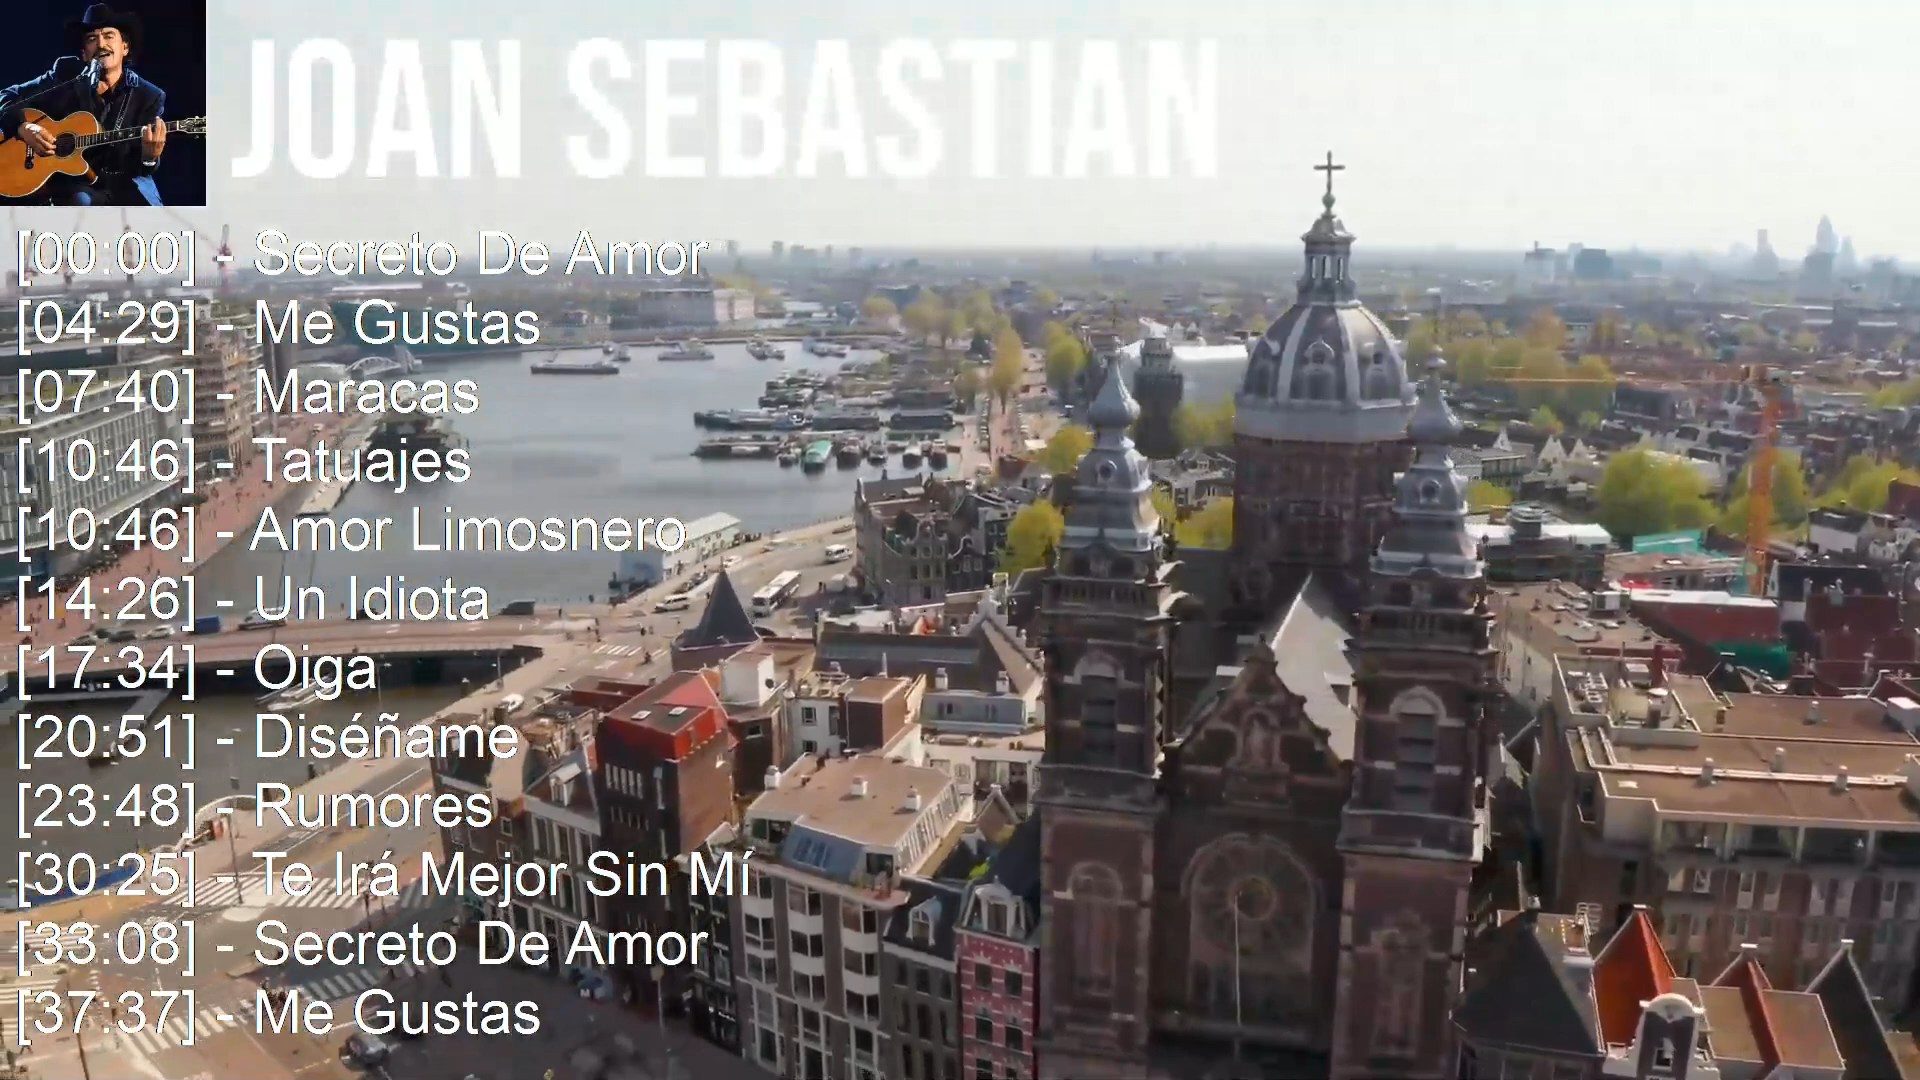 JOAN SEBASTIAN
[00:00] - Secreto De Amor
[04:29] - Me Gustas
[07:40] - Maracas
[10:46] - Tatuajes
[10:46] - Amor Limosnero
[14:26] - Un Idiota
[17:34] - Oiga
[20:51] - Diséñame
[23:48] - Rumores
[30:25] - Te Irá Mejor Sin Mí
[33:08] - Secreto De Amor
[37:37] - Me Gustas